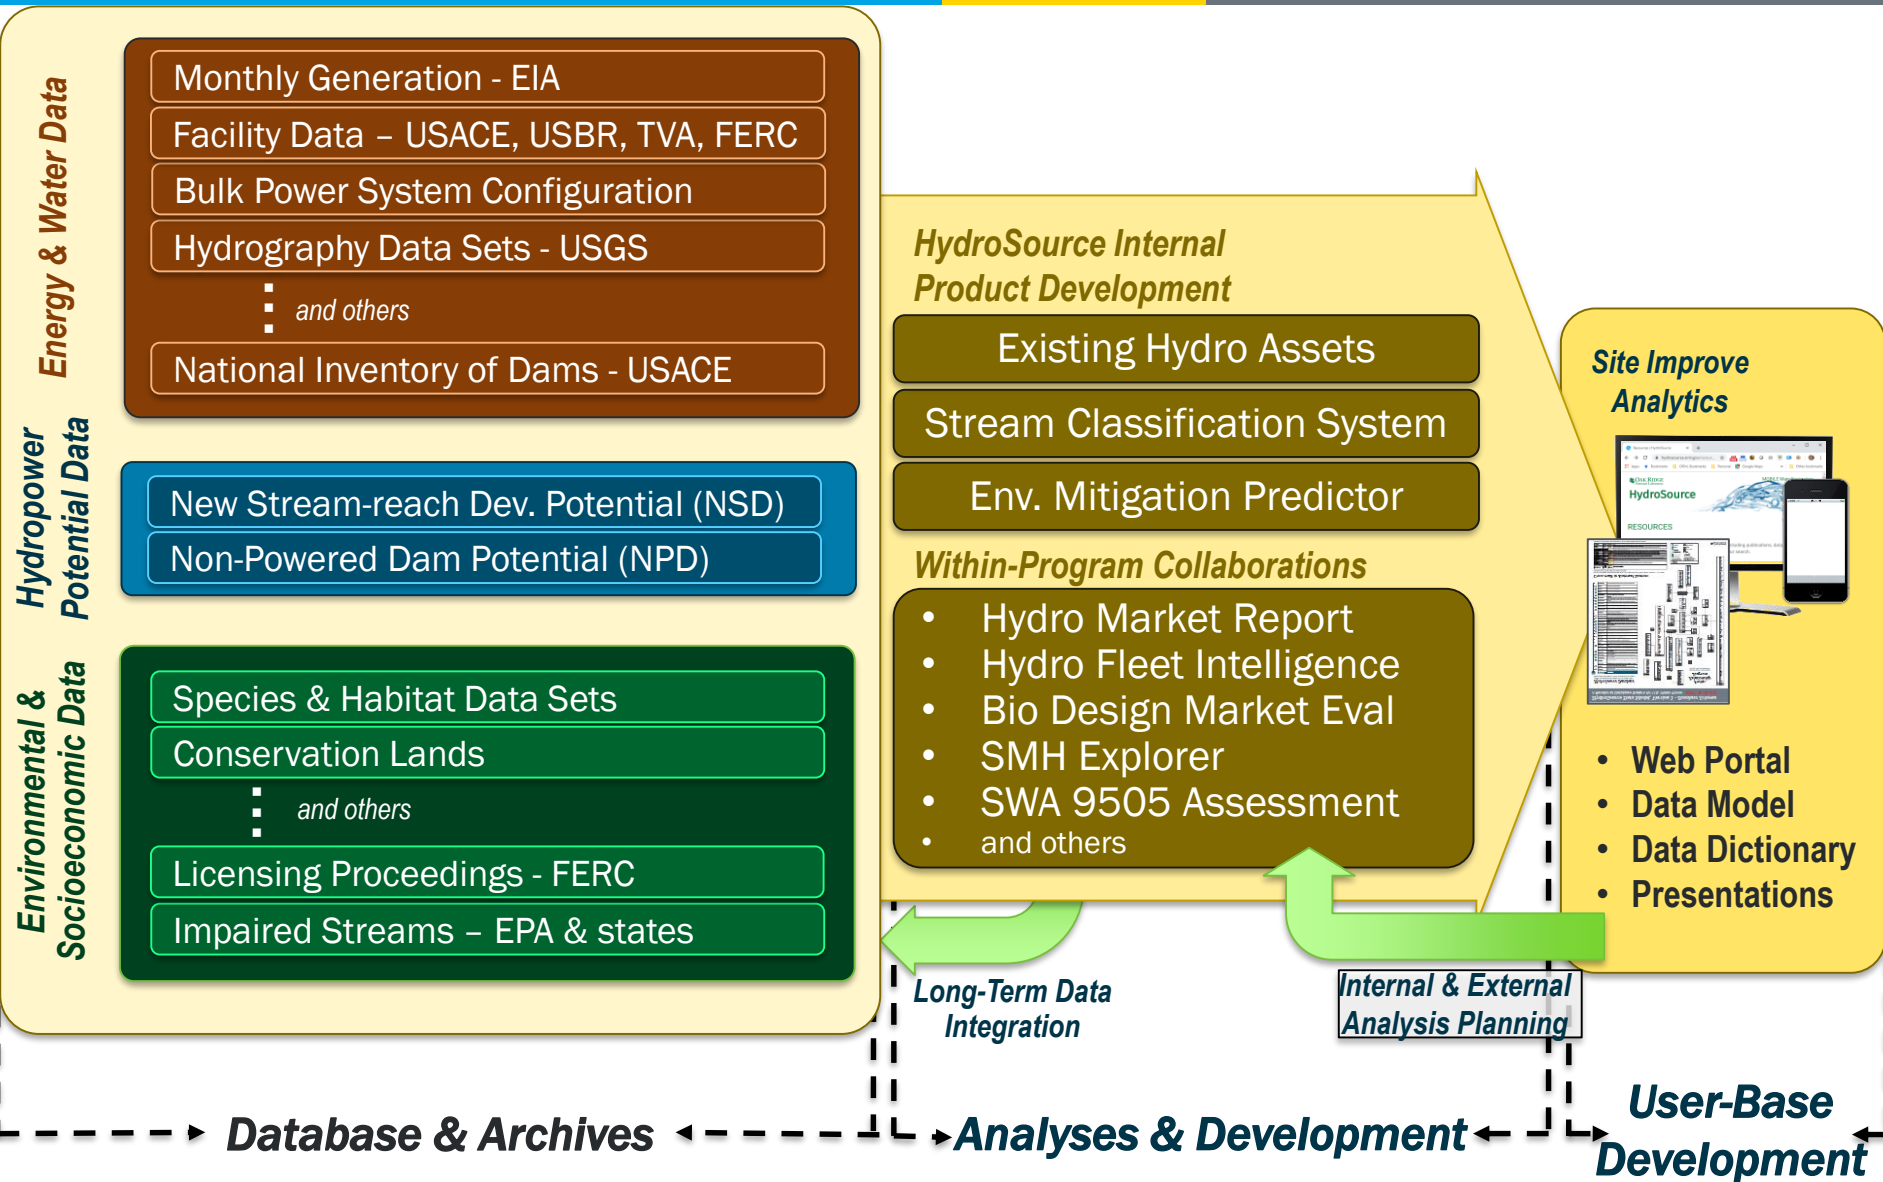 Energy & Water Data
Monthly Generation - EIA
Facility Data – USACE, USBR, TVA, FERC
Bulk Power System Configuration
Hydrography Data Sets - USGS
and others
National Inventory of Dams - USACE
Hydropower
Potential Data
New Stream-reach Dev. Potential (NSD)
Non-Powered Dam Potential (NPD)
Environmental &
Socioeconomic Data
Species & Habitat Data Sets
Conservation Lands
and others
Licensing Proceedings - FERC
Impaired Streams – EPA & states
HydroSource Internal
Product Development
Existing Hydro Assets
Stream Classification System
Env. Mitigation Predictor
Within-Program Collaborations
• Hydro Market Report
• Hydro Fleet Intelligence
• Bio Design Market Eval
• SMH Explorer
• SWA 9505 Assessment
• and others
Long-Term Data
Integration
Internal & External
Analysis Planning
Site Improve
Analytics
OAK RIDGE
HydroSource
RESOURCES
• Web Portal
• Data Model
• Data Dictionary
• Presentations
Database & Archives
Analyses & Development
User-Base
Development